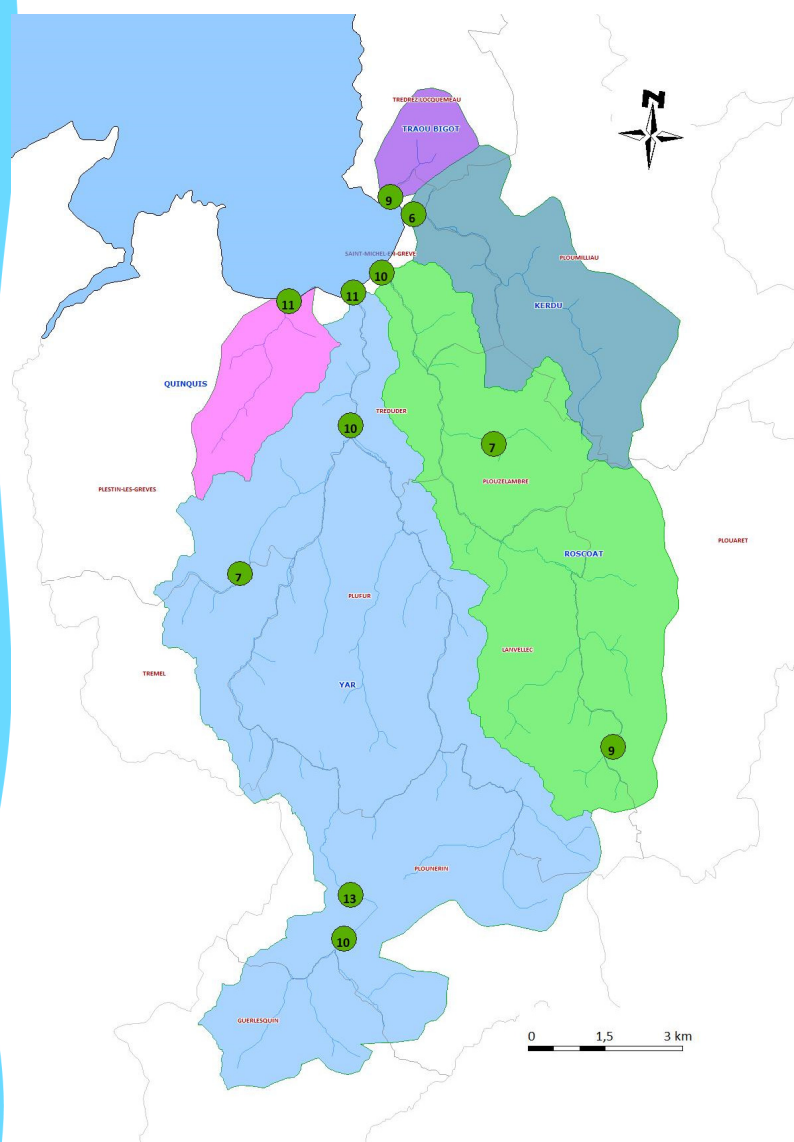 TREDREZ-LOCQUEMEAU
TRAOU BIGOT
N
9
6
SAINT-MICHEL-EN-GREVE
PLOUMILLIAU
10
11
11
KERDU
QUINQUIS
TREDUDER
10
7
PLOUZELAMBRE
PLESTIN-LES-GREVES
PLOUARET
ROSCOAT
7
PLUFUR
LANVELLEC
TREMEL
YAR
9
PLOUNERIN
13
10
GUERLESQUIN
0 1,5 3 km